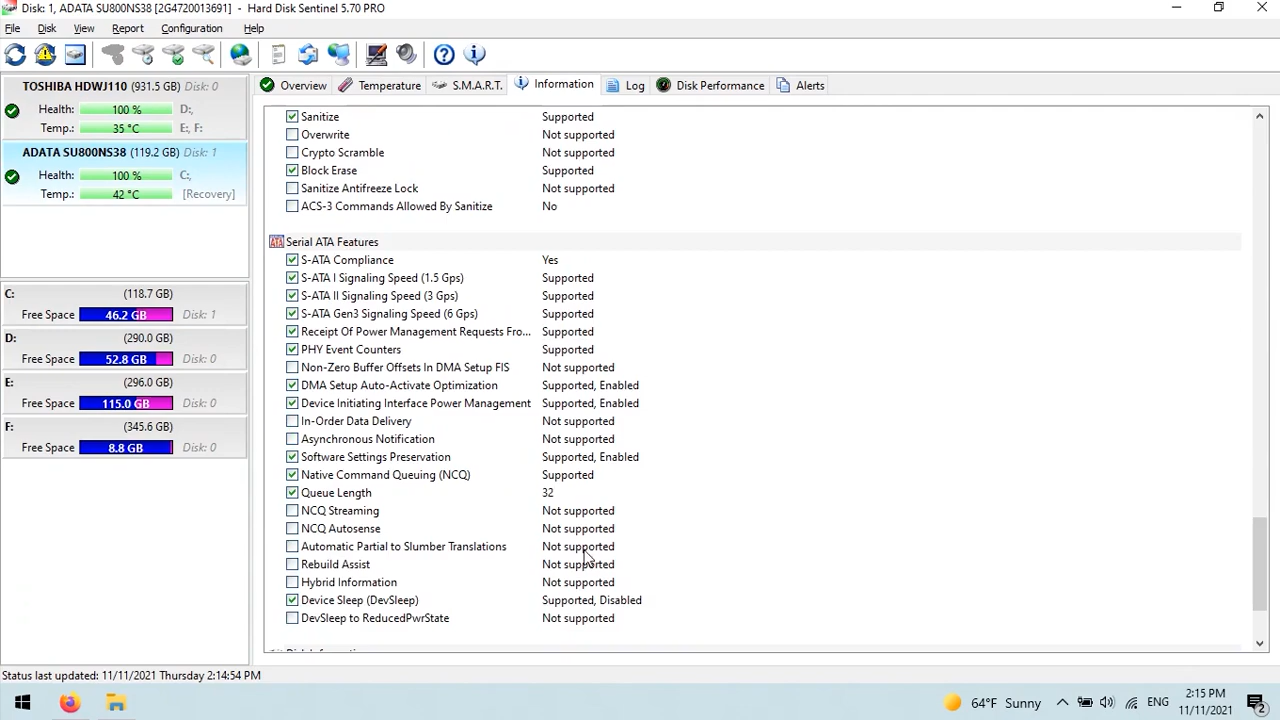 Disk: 1, ADATA SU800NS38 [2G4720013691] - Hard Disk Sentinel 5.70 PRO
File Disk View Report Configuration Help
TOSHIBA HDWJ110 (931.5 GB) Disk: 0
Health: 100 % D:,
Temp.: 35 °C E:, F:
ADATA SU800NS38 (119.2 GB) Disk: 1
Health: 100 % C:,
Temp.: 42 °C [Recovery]
C: (118.7 GB)
Free Space 46.2 GB Disk: 1
D: (290.0 GB)
Free Space 52.8 GB Disk: 0
E: (296.0 GB)
Free Space 115.0 GB Disk: 0
F: (345.6 GB)
Free Space 8.8 GB Disk: 0
Overview Temperature S.M.A.R.T. Information Log Disk Performance Alerts
Sanitize Supported
Overwrite Not supported
Crypto Scramble Not supported
Block Erase Supported
Sanitize Antifreeze Lock Not supported
ACS-3 Commands Allowed By Sanitize No
ATA Serial ATA Features
S-ATA Compliance Yes
S-ATA I Signaling Speed (1.5 Gps) Supported
S-ATA II Signaling Speed (3 Gps) Supported
S-ATA Gen3 Signaling Speed (6 Gps) Supported
Receipt Of Power Management Requests Fro... Supported
PHY Event Counters Supported
Non-Zero Buffer Offsets In DMA Setup FIS Not supported
DMA Setup Auto-Activate Optimization Supported, Enabled
Device Initiating Interface Power Management Supported, Enabled
In-Order Data Delivery Not supported
Asynchronous Notification Not supported
Software Settings Preservation Supported, Enabled
Native Command Queuing (NCQ) Supported
Queue Length 32
NCQ Streaming Not supported
NCQ Autosense Not supported
Automatic Partial to Slumber Translations Not supported
Rebuild Assist Not supported
Hybrid Information Not supported
Device Sleep (DevSleep) Supported, Disabled
DevSleep to ReducedPwrState Not supported
Status last updated: 11/11/2021 Thursday 2:14:54 PM
64°F Sunny ENG 2:15 PM
11/11/2021 2